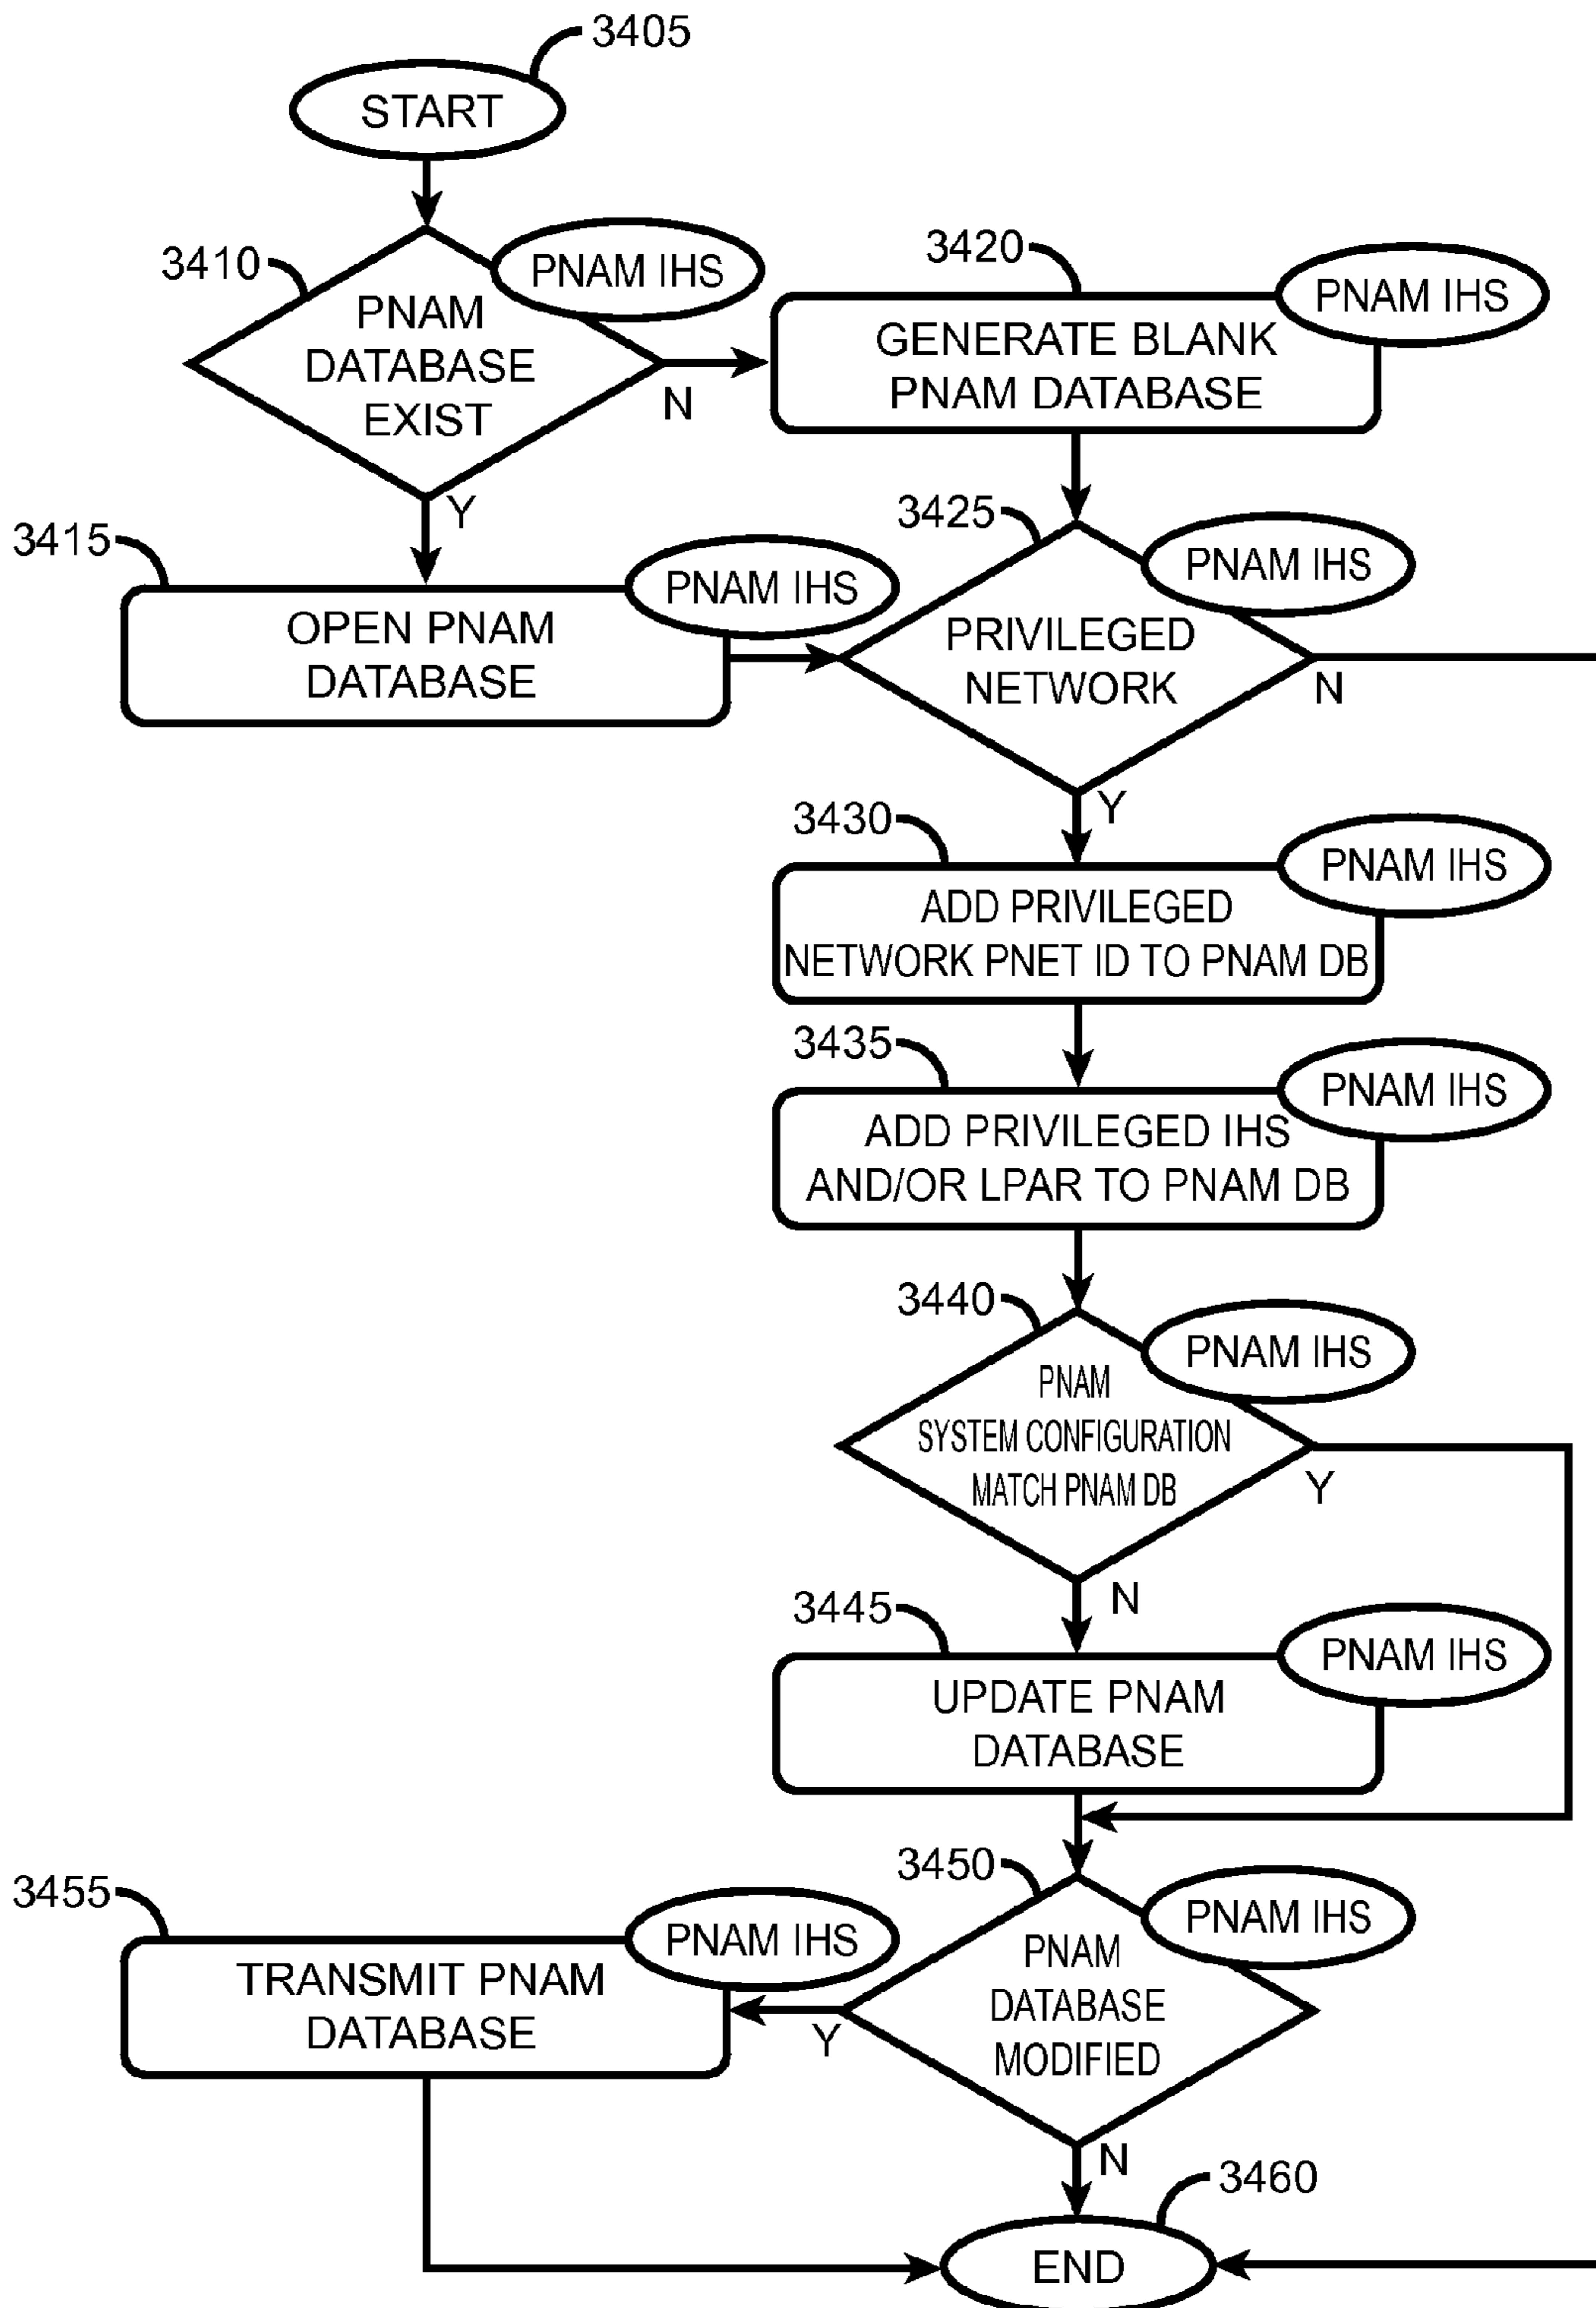 3405
START
3410
PNAM IHS
PNAM
DATABASE
EXIST
N
Y
3420
PNAM IHS
GENERATE BLANK
PNAM DATABASE
3415
PNAM IHS
OPEN PNAM
DATABASE
3425
PNAM IHS
PRIVILEGED
NETWORK
N
Y
3430
PNAM IHS
ADD PRIVILEGED
NETWORK PNET ID TO PNAM DB
3435
PNAM IHS
ADD PRIVILEGED IHS
AND/OR LPAR TO PNAM DB
3440
PNAM IHS
PNAM
SYSTEM CONFIGURATION
MATCH PNAM DB
Y
N
3445
PNAM IHS
UPDATE PNAM
DATABASE
3450
PNAM IHS
PNAM
DATABASE
MODIFIED
Y
N
3455
PNAM IHS
TRANSMIT PNAM
DATABASE
3460
END